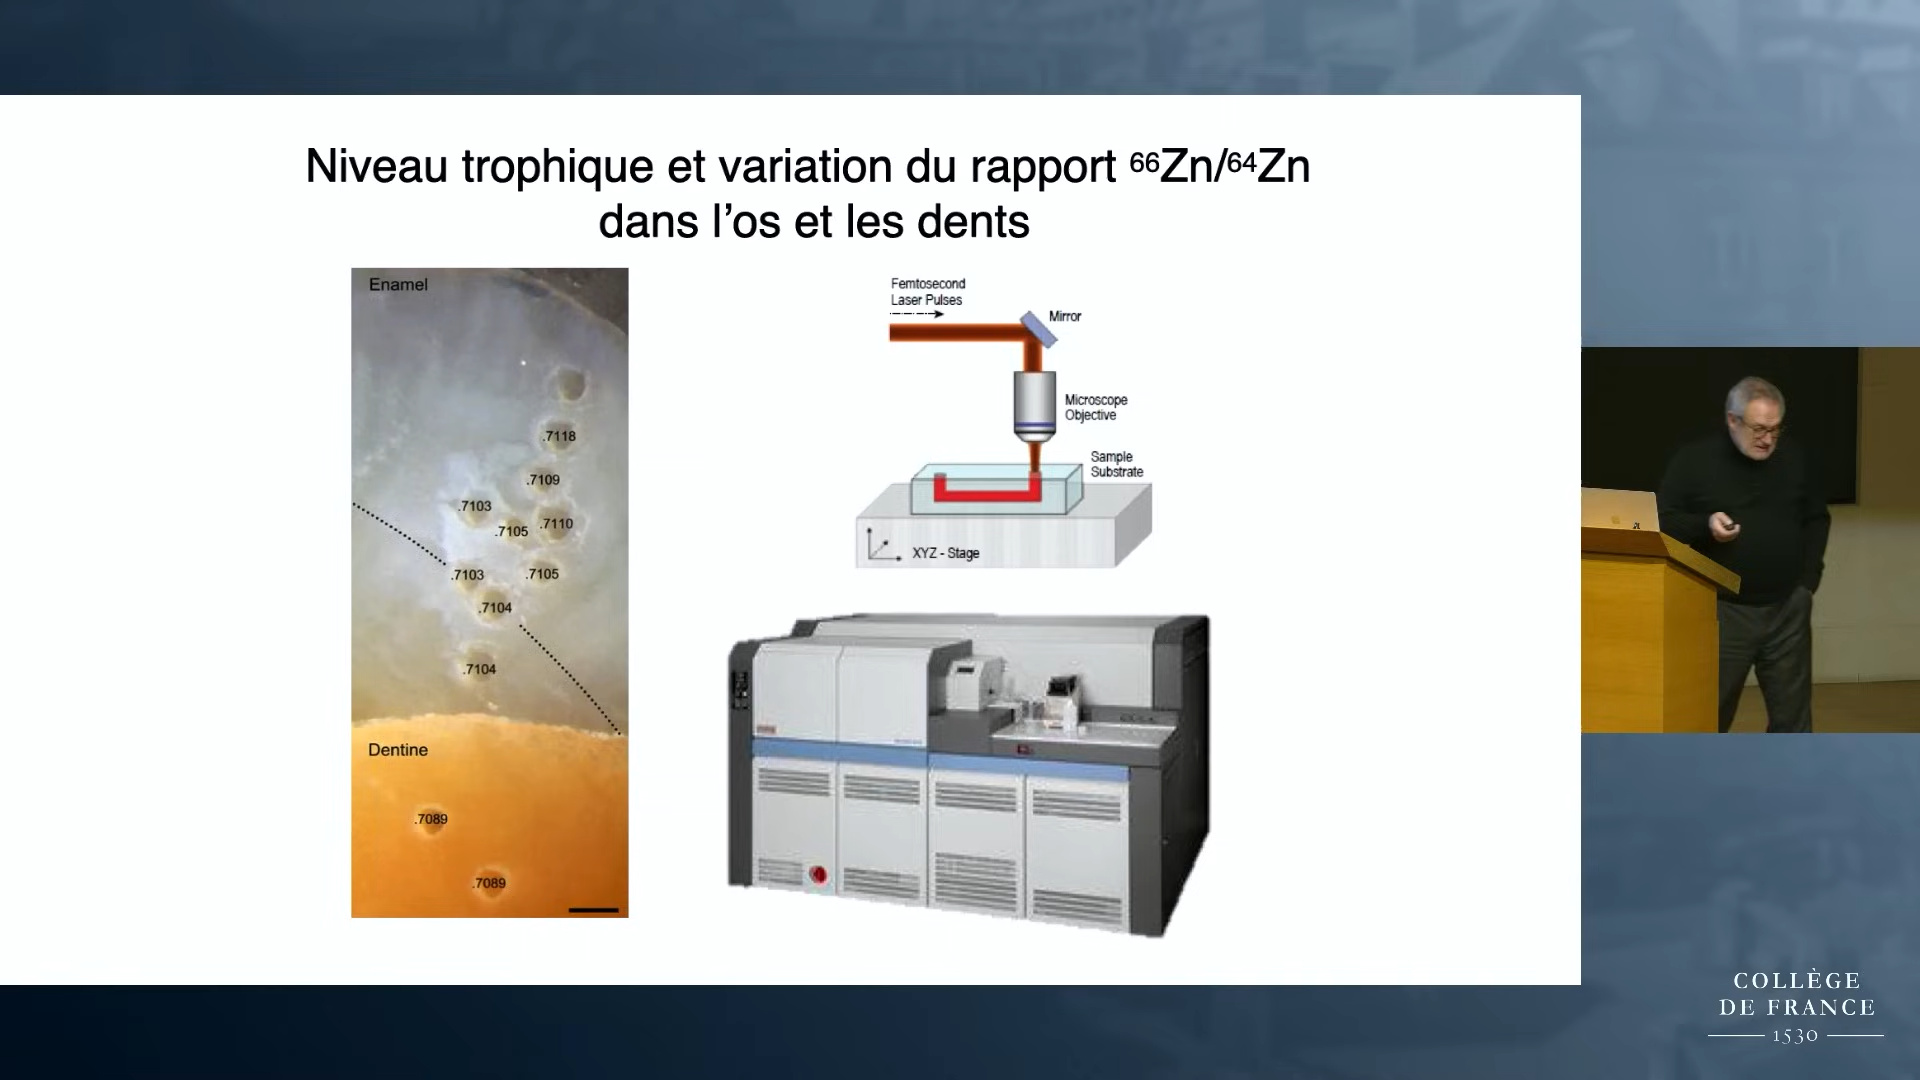 Niveau trophique et variation du rapport ⁶⁶Zn/⁶⁴Zn
dans l’os et les dents
Enamel
.7118
.7109
.7103
.7110
.7105
.7103
.7105
.7104
.7104
Dentine
.7089
.7089
Femtosecond
Laser Pulses
Mirror
Microscope
Objective
Sample
Substrate
XYZ - Stage
COLLÈGE
DE FRANCE
1530